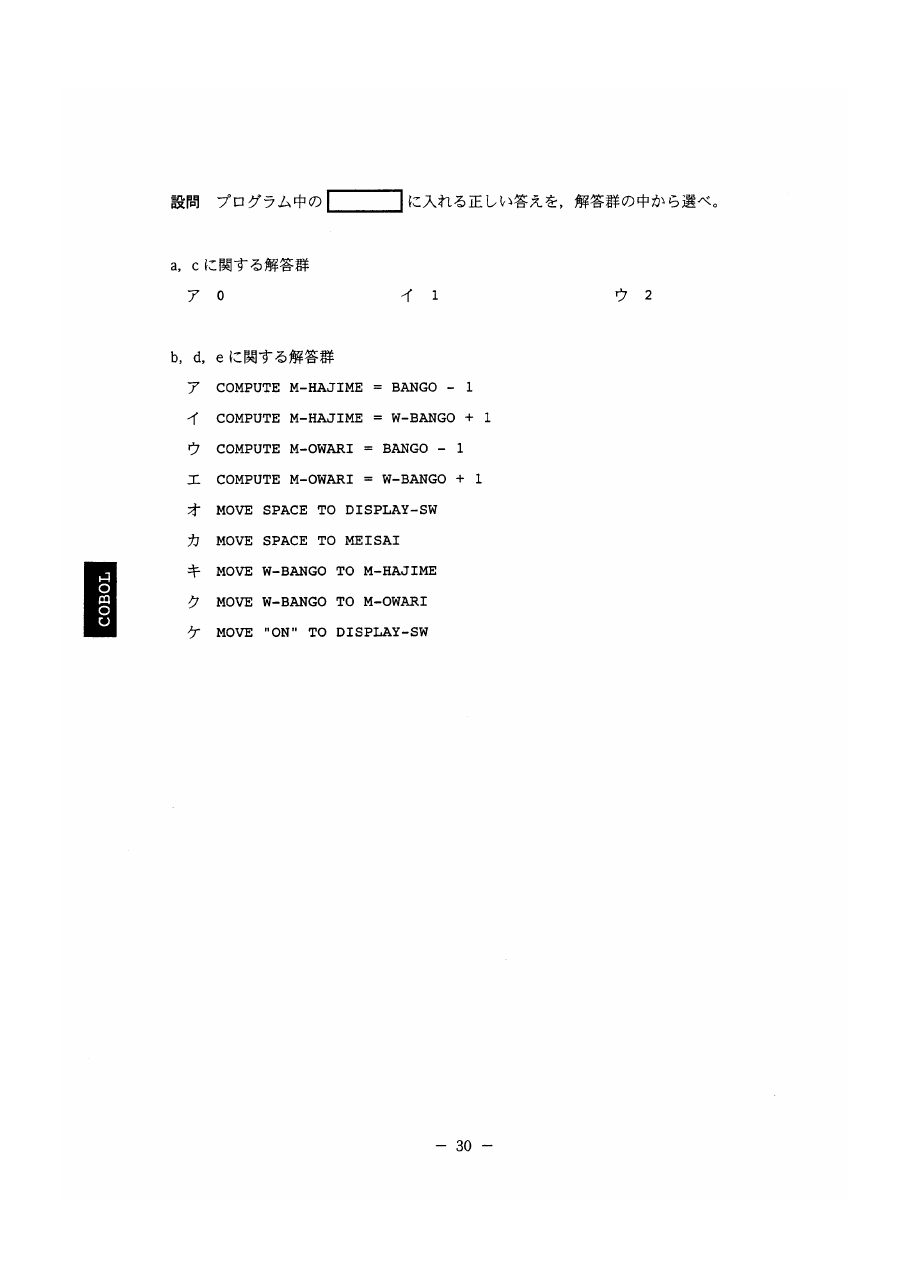 設問 プログラム中の　　　　に入れる正しい答えを，解答群の中から選べ。
a，c に関する解答群
ア 0 イ 1 ウ 2
b，d，e に関する解答群
ア COMPUTE M-HAJIME = BANGO - 1
イ COMPUTE M-HAJIME = W-BANGO + 1
ウ COMPUTE M-OWARI = BANGO - 1
エ COMPUTE M-OWARI = W-BANGO + 1
オ MOVE SPACE TO DISPLAY-SW
カ MOVE SPACE TO MEISAI
キ MOVE W-BANGO TO M-HAJIME
ク MOVE W-BANGO TO M-OWARI
ケ MOVE "ON" TO DISPLAY-SW
COBOL
－ 30 －